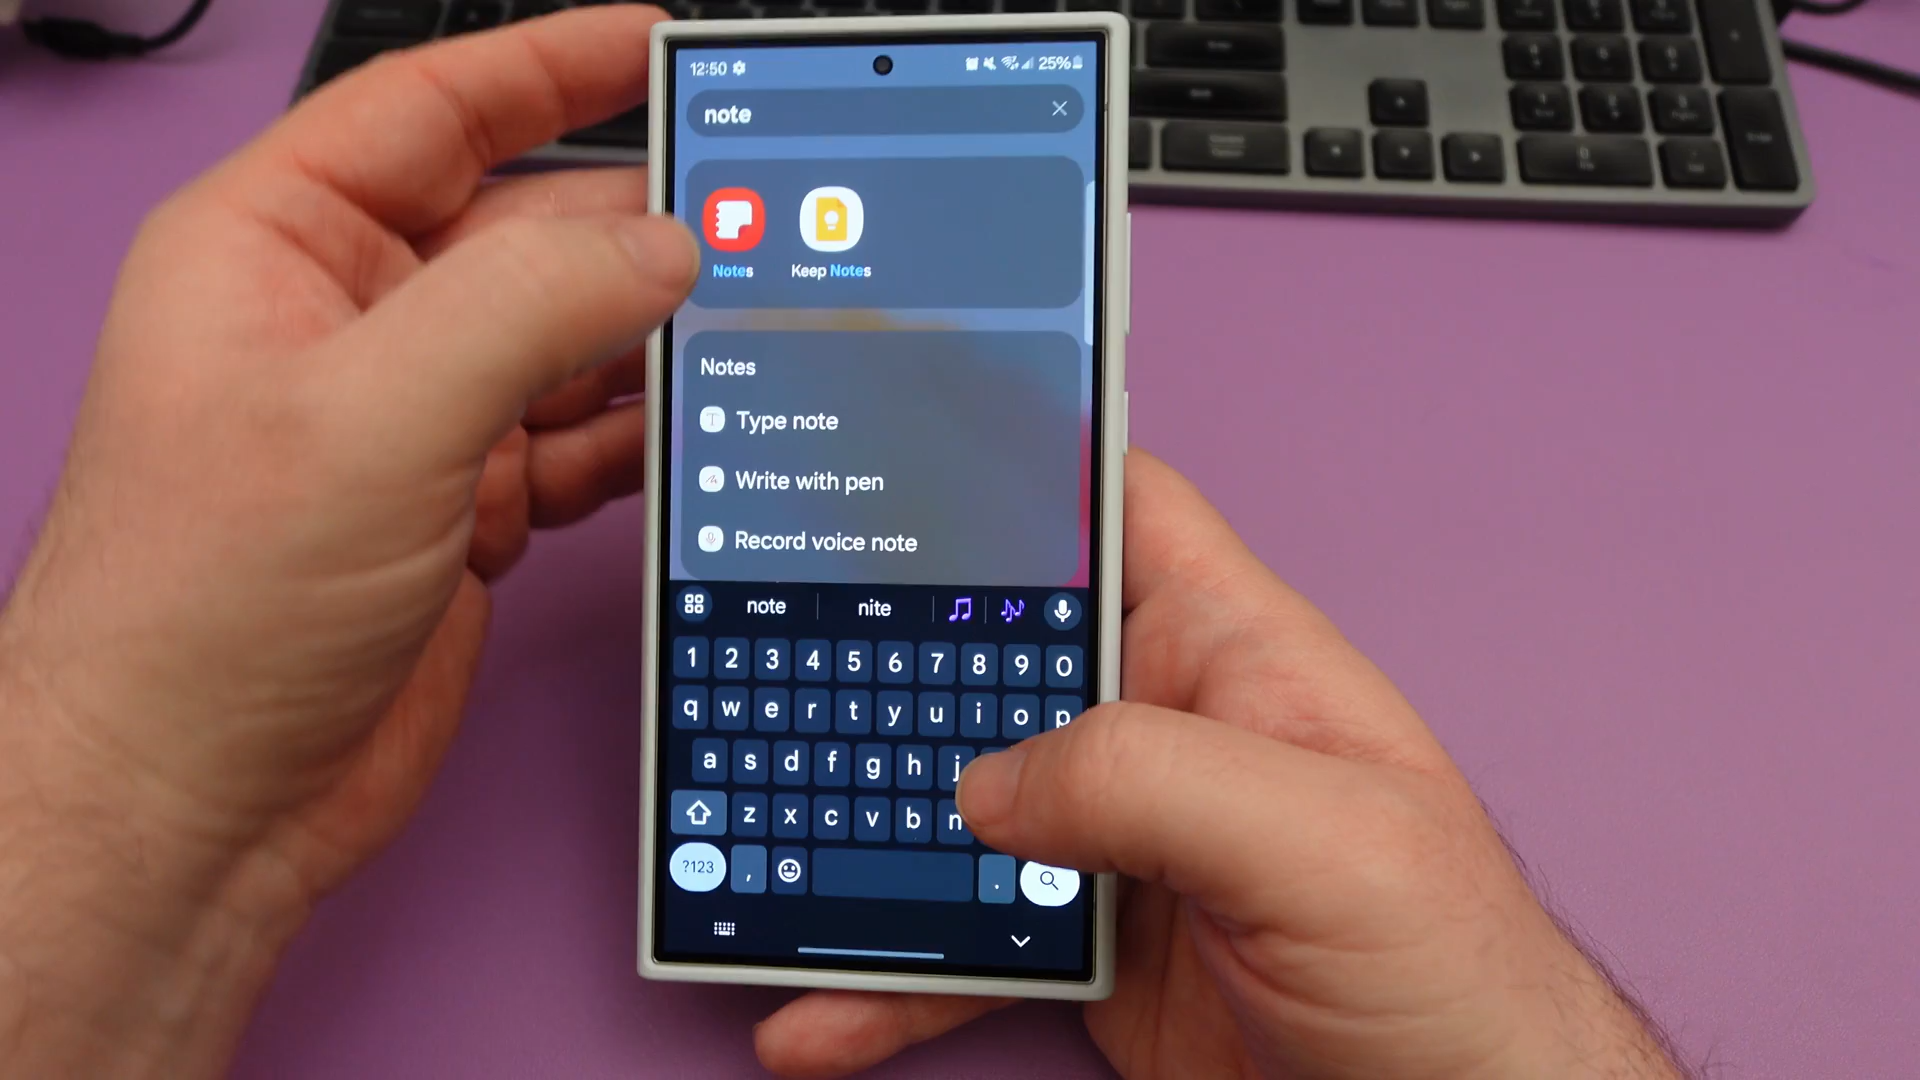 12:50 25%
note
Notes Keep Notes
Notes
Type note
Write with pen
Record voice note
note nite
1 2 3 4 5 6 7 8 9 0
q w e r t y u i o p
a s d f g h j
z x c v b n
?123 , .